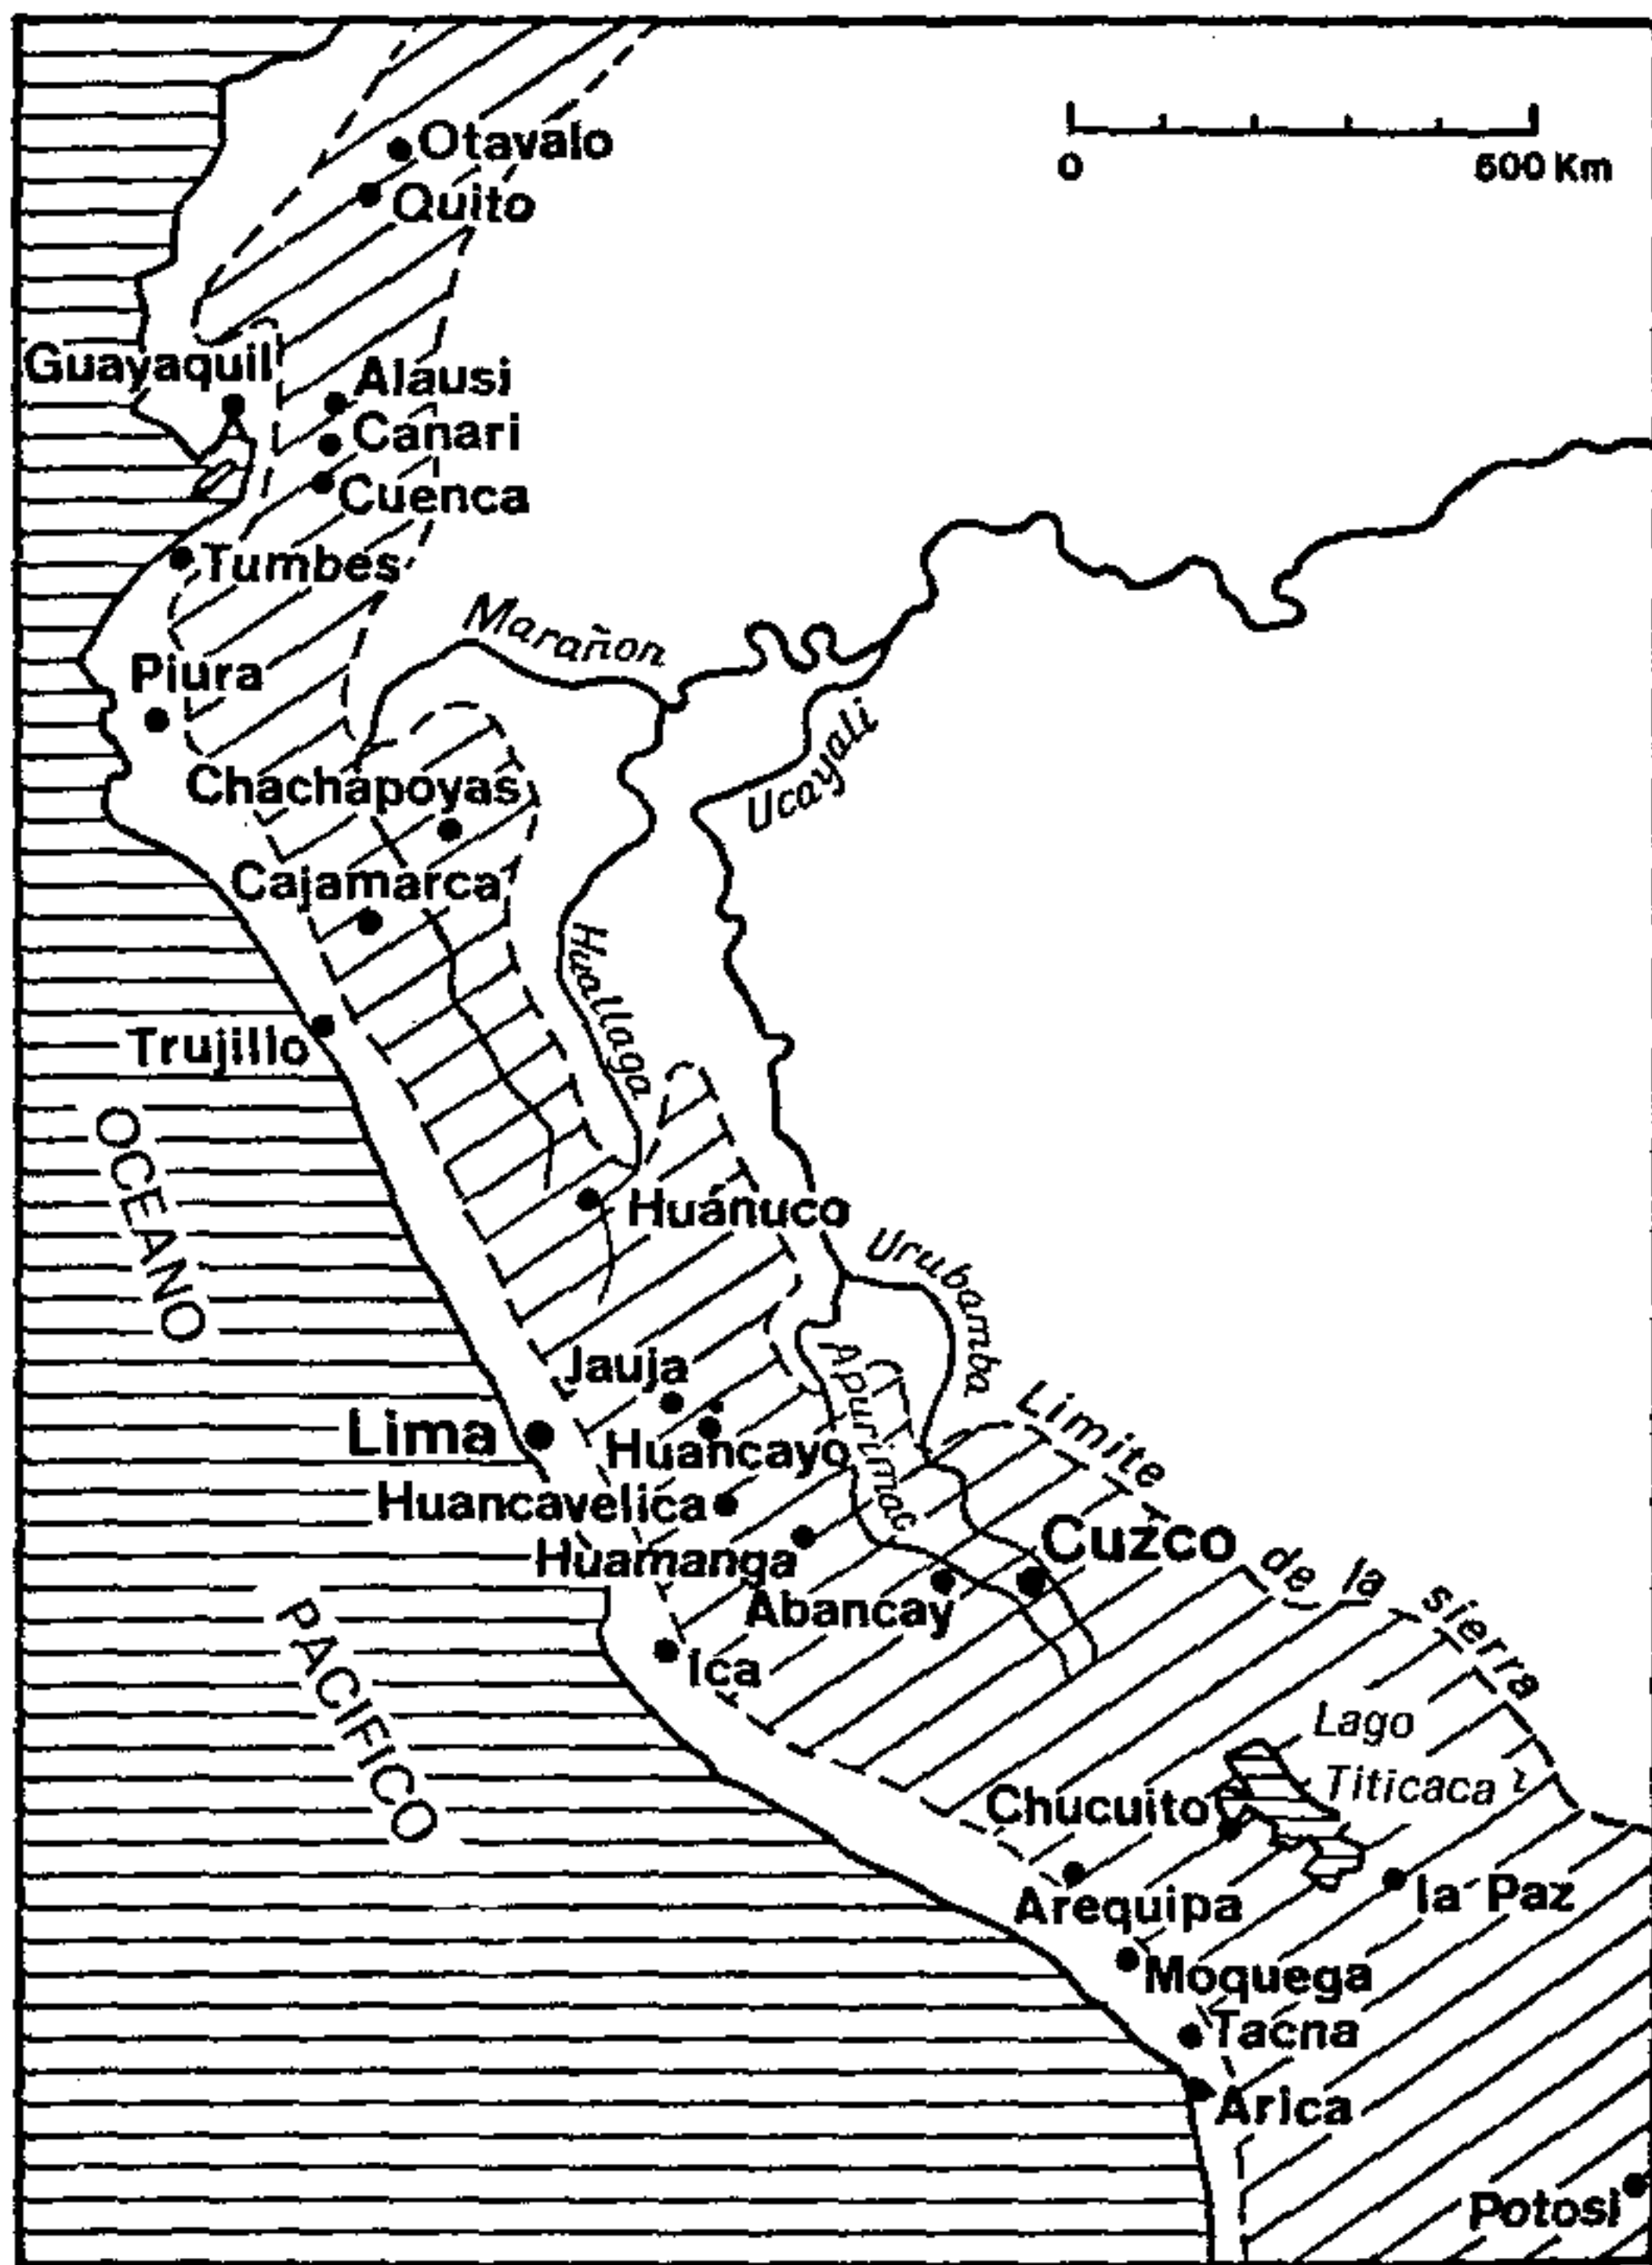 Otavalo
Quito
0
500 Km
Guayaquil
Alausi
Canari
Cuenca
Tumbes
Marañon
Piura
Ucayali
Chachapoyas
Cajamarca
Huallaga
Trujillo
OCEANO
Huánuco
Urubamba
Jauja
Apurimac
Lima
Huancayo
Limite de la sierra
Huancavelica
Cuzco
Huamanga
Abancay
PACIFICO
Ica
Lago
Titicaca
Chucuito
la Paz
Arequipa
Moquega
Tacna
Arica
Potosi